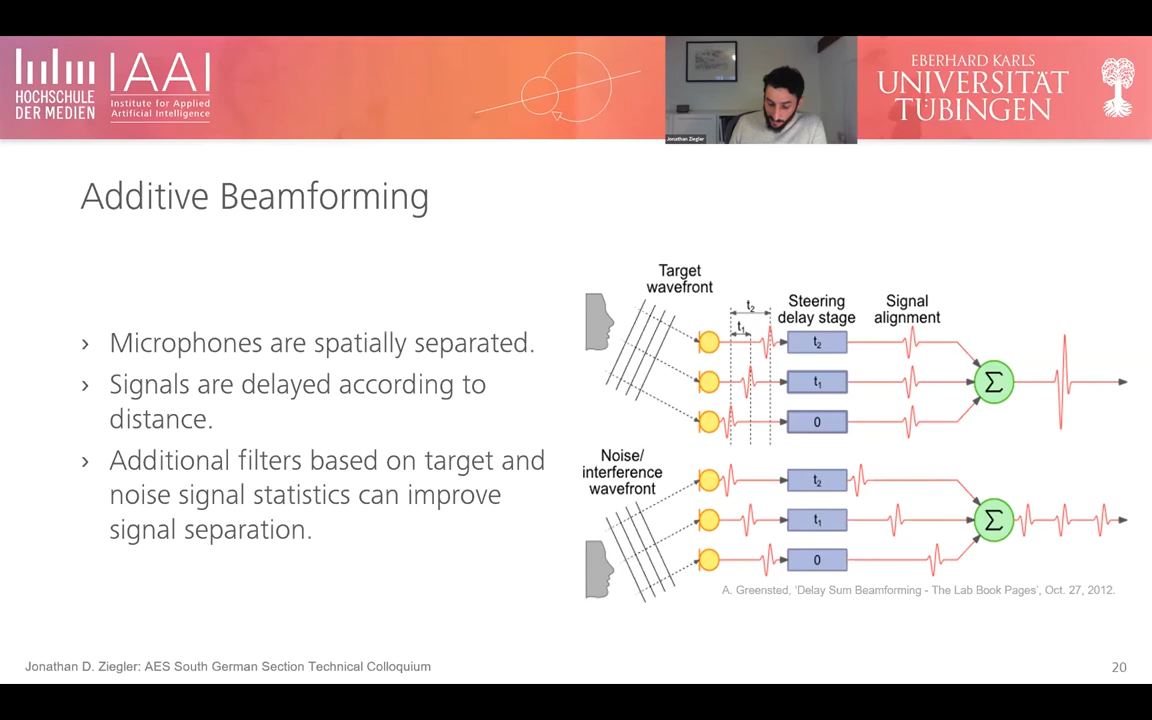 HOCHSCHULE
DER MEDIEN
IAAI
Institute for Applied
Artificial Intelligence
Jonathan Ziegler
EBERHARD KARLS
UNIVERSITÄT
TÜBINGEN
Additive Beamforming
› Microphones are spatially separated.
› Signals are delayed according to
distance.
› Additional filters based on target and
noise signal statistics can improve
signal separation.
Target
wavefront
t₂
t₁
Steering
delay stage
Signal
alignment
t₂
t₁
0
Σ
Noise/
interference
wavefront
t₂
t₁
0
Σ
A. Greensted, 'Delay Sum Beamforming - The Lab Book Pages', Oct. 27, 2012.
Jonathan D. Ziegler: AES South German Section Technical Colloquium
20